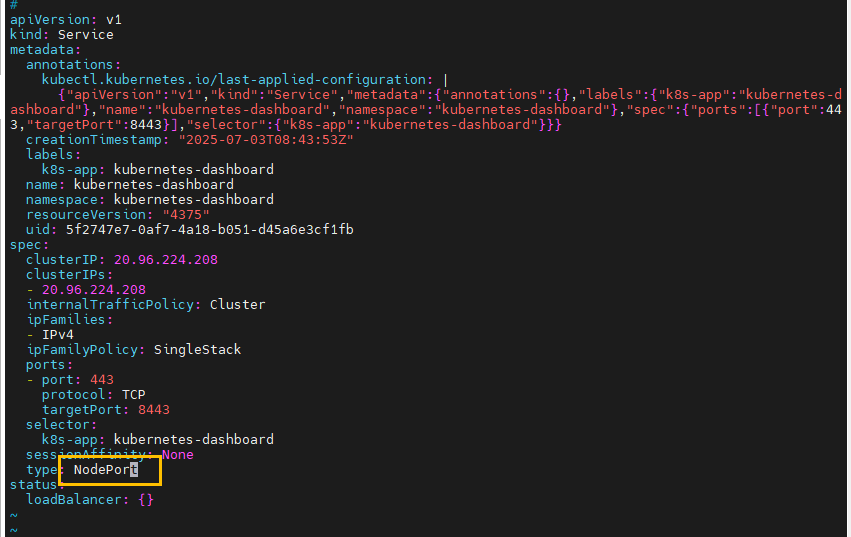 #
apiVersion: v1
kind: Service
metadata:
  annotations:
    kubectl.kubernetes.io/last-applied-configuration: |
      {"apiVersion":"v1","kind":"Service","metadata":{"annotations":{},"labels":{"k8s-app":"kubernetes-d
ashboard"},"name":"kubernetes-dashboard","namespace":"kubernetes-dashboard"},"spec":{"ports":[{"port":44
3,"targetPort":8443}],"selector":{"k8s-app":"kubernetes-dashboard"}}}
  creationTimestamp: "2025-07-03T08:43:53Z"
  labels:
    k8s-app: kubernetes-dashboard
  name: kubernetes-dashboard
  namespace: kubernetes-dashboard
  resourceVersion: "4375"
  uid: 5f2747e7-0af7-4a18-b051-d45a6e3cf1fb
spec:
  clusterIP: 20.96.224.208
  clusterIPs:
  - 20.96.224.208
  internalTrafficPolicy: Cluster
  ipFamilies:
  - IPv4
  ipFamilyPolicy: SingleStack
  ports:
  - port: 443
    protocol: TCP
    targetPort: 8443
  selector:
    k8s-app: kubernetes-dashboard
  sessionAffinity: None
  type: NodePort
status:
  loadBalancer: {}
~
~